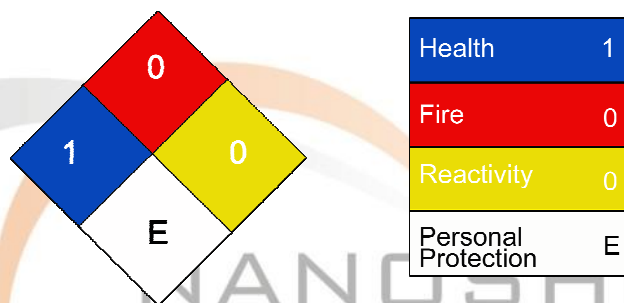 0
1
0
E
Health 1
Fire 0
Reactivity 0
Personal
Protection E
NANOSH